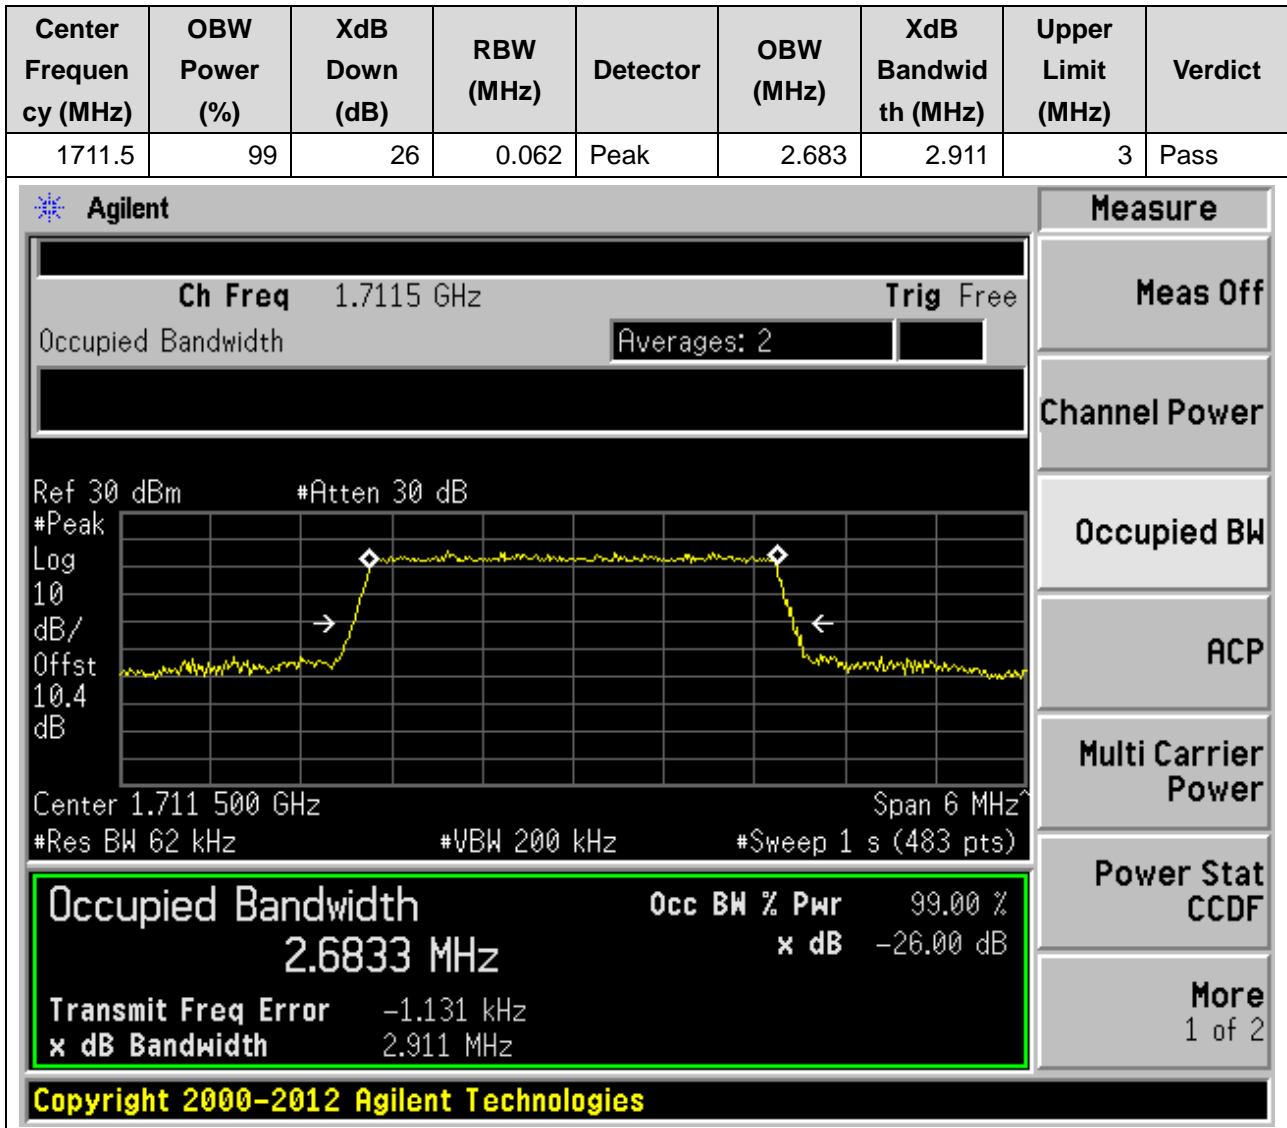 Center Frequen cy (MHz) OBW Power (%) XdB Down (dB) RBW (MHz) Detector OBW (MHz) XdB Bandwid th (MHz) Upper Limit (MHz) Verdict
1711.5 99 26 0.062 Peak 2.683 2.911 3 Pass
Agilent
Measure
Ch Freq 1.7115 GHz Trig Free
Occupied Bandwidth Averages: 2
Ref 30 dBm #Atten 30 dB
#Peak
Log
10
dB/
Offst
10.4
dB
Center 1.711 500 GHz Span 6 MHz^
#Res BW 62 kHz #VBW 200 kHz #Sweep 1 s (483 pts)
Occupied Bandwidth Occ BW % Pwr 99.00 %
2.6833 MHz x dB -26.00 dB
Transmit Freq Error -1.131 kHz
x dB Bandwidth 2.911 MHz
Meas Off
Channel Power
Occupied BW
ACP
Multi Carrier
Power
Power Stat
CCDF
More
1 of 2
Copyright 2000-2012 Agilent Technologies